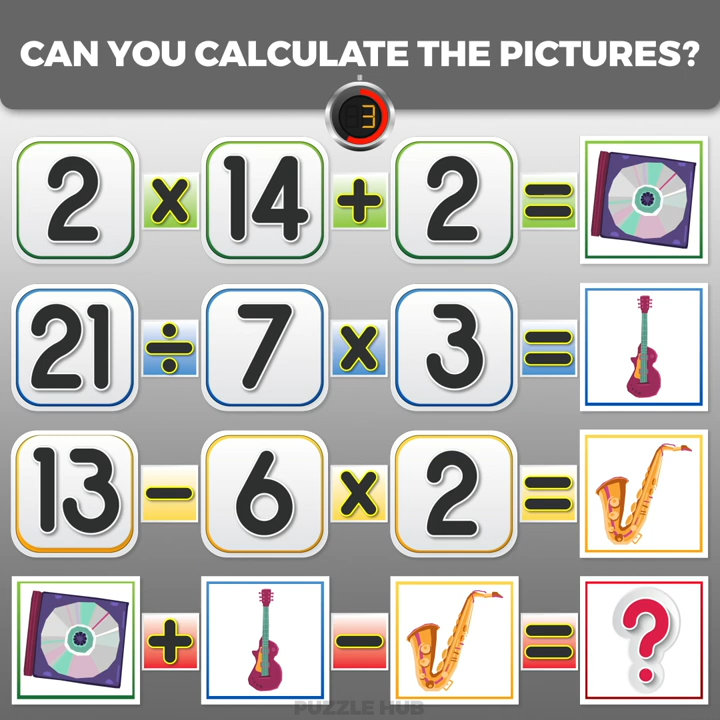 CAN YOU CALCULATE THE PICTURES?
3
2 x 14 + 2 =
21 ÷ 7 x 3 =
13 - 6 x 2 =
+ - = ?
PUZZLE HUB